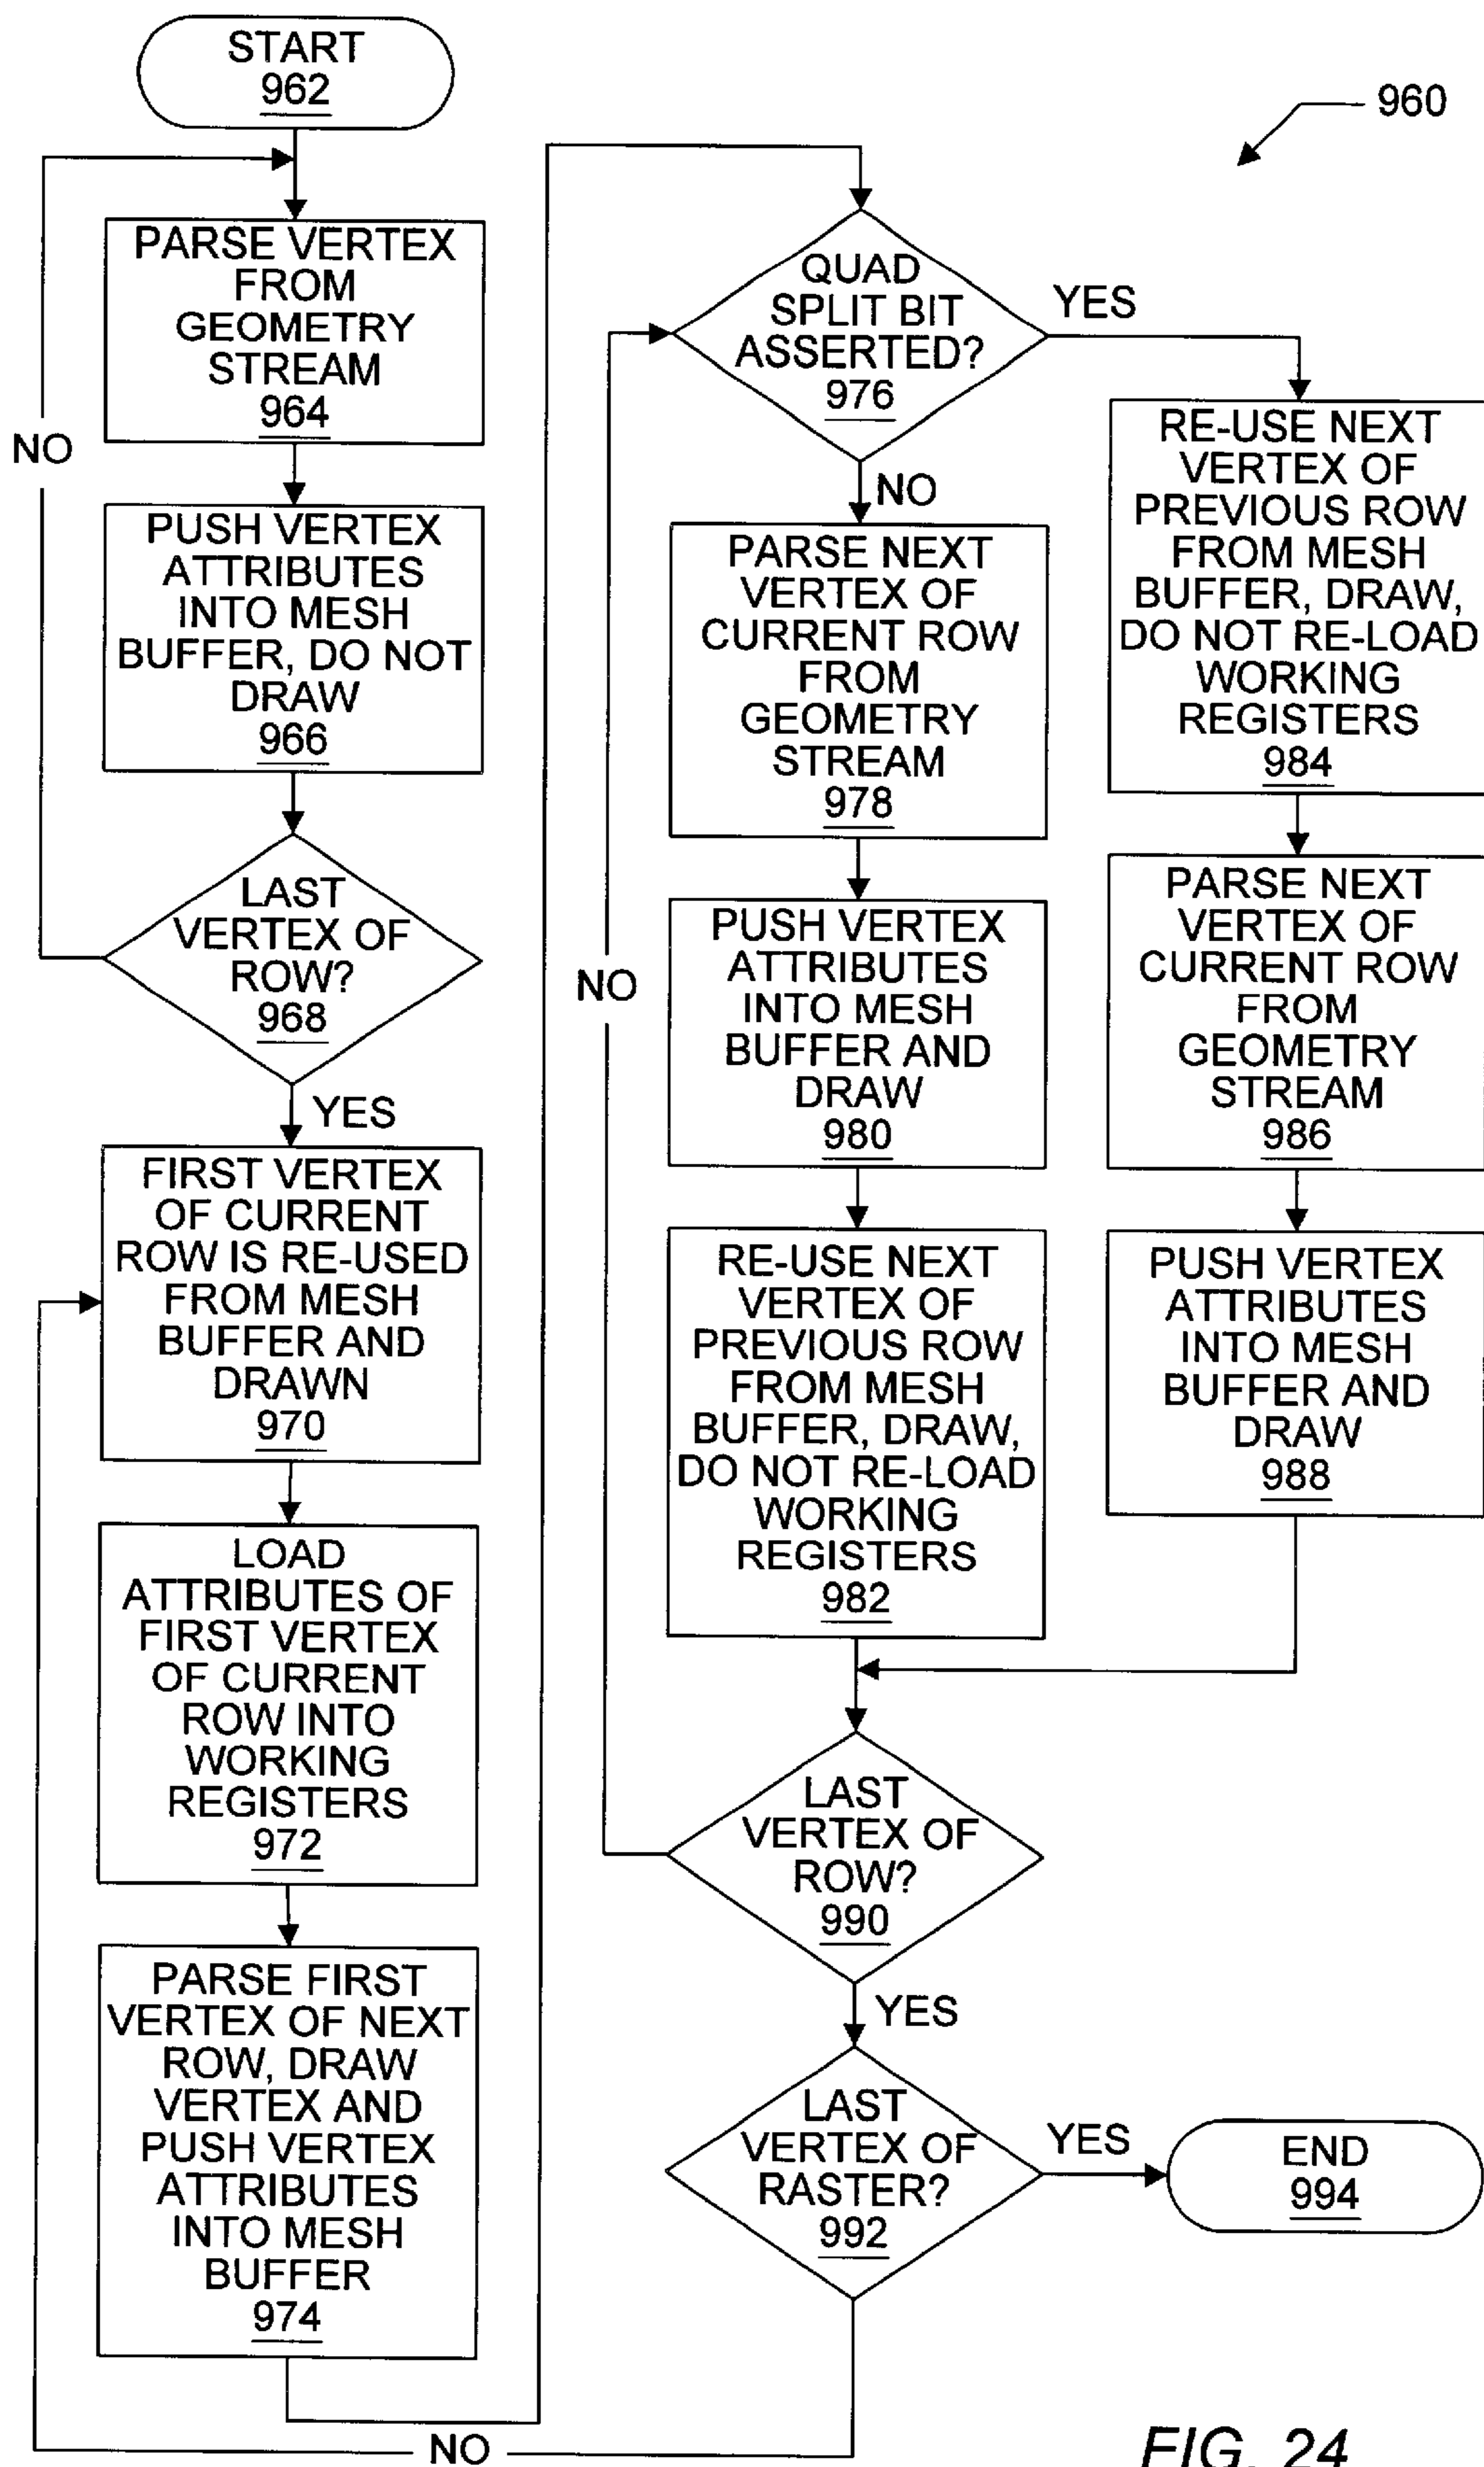 START
962
960
PARSE VERTEX
FROM
GEOMETRY
STREAM
964
NO
PUSH VERTEX
ATTRIBUTES
INTO MESH
BUFFER, DO NOT
DRAW
966
LAST
VERTEX OF
ROW?
968
YES
FIRST VERTEX
OF CURRENT
ROW IS RE-USED
FROM MESH
BUFFER AND
DRAWN
970
LOAD
ATTRIBUTES OF
FIRST VERTEX
OF CURRENT
ROW INTO
WORKING
REGISTERS
972
PARSE FIRST
VERTEX OF NEXT
ROW, DRAW
VERTEX AND
PUSH VERTEX
ATTRIBUTES
INTO MESH
BUFFER
974
QUAD
SPLIT BIT
ASSERTED?
976
YES
NO
PARSE NEXT
VERTEX OF
CURRENT ROW
FROM
GEOMETRY
STREAM
978
PUSH VERTEX
ATTRIBUTES
INTO MESH
BUFFER AND
DRAW
980
NO
RE-USE NEXT
VERTEX OF
PREVIOUS ROW
FROM MESH
BUFFER, DRAW,
DO NOT RE-LOAD
WORKING
REGISTERS
982
RE-USE NEXT
VERTEX OF
PREVIOUS ROW
FROM MESH
BUFFER, DRAW,
DO NOT RE-LOAD
WORKING
REGISTERS
984
PARSE NEXT
VERTEX OF
CURRENT ROW
FROM
GEOMETRY
STREAM
986
PUSH VERTEX
ATTRIBUTES
INTO MESH
BUFFER AND
DRAW
988
LAST
VERTEX OF
ROW?
990
YES
LAST
VERTEX OF
RASTER?
992
YES
END
994
NO
FIG. 24